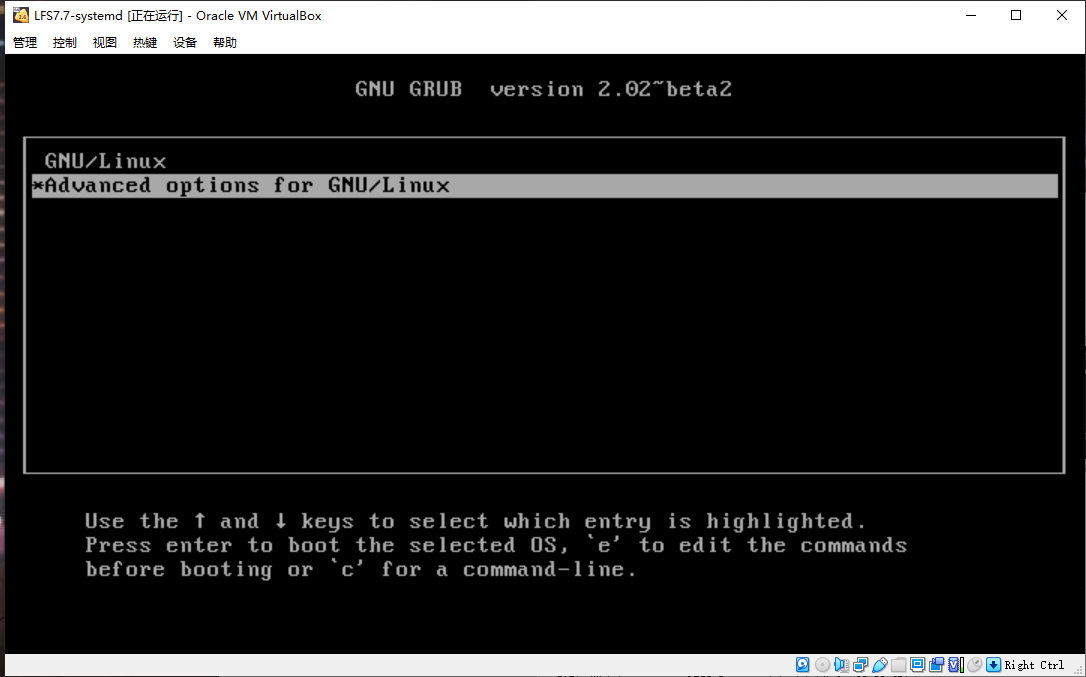 LFS7.7-systemd [正在运行] - Oracle VM VirtualBox
管理 控制 视图 热键 设备 帮助
GNU GRUB  version 2.02~beta2
GNU/Linux
*Advanced options for GNU/Linux
Use the ↑ and ↓ keys to select which entry is highlighted.
Press enter to boot the selected OS, `e' to edit the commands
before booting or `c' for a command-line.
Right Ctrl